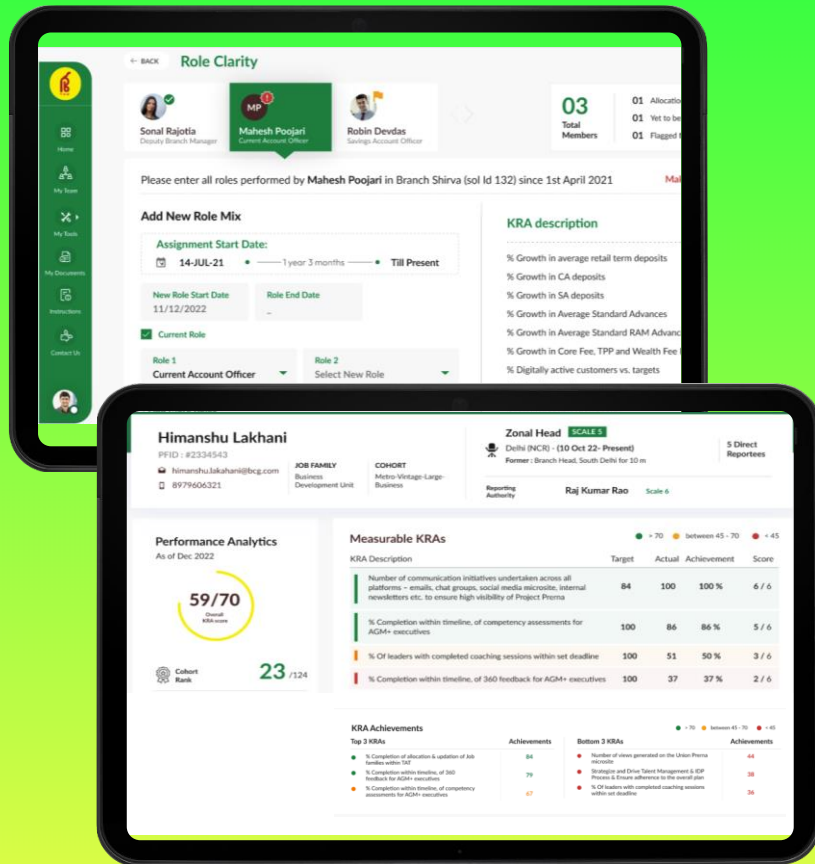 ← BACK Role Clarity
Sonal Rajotia
Deputy Branch Manager
MP
Mahesh Poojari
Current Account Officer
Robin Devdas
Savings Account Officer
03
Total
Members
01 Allocation
01 Yet to be
01 Flagged
Home
My Team
My Tools
My Documents
Instructions
Contact Us
Please enter all roles performed by Mahesh Poojari in Branch Shirva (sol Id 132) since 1st April 2021
Add New Role Mix
Assignment Start Date:
14-JUL-21 1 year 3 months Till Present
New Role Start Date
11/12/2022
Role End Date
-
Current Role
Role 1
Current Account Officer
Role 2
Select New Role
KRA description
% Growth in average retail term deposits
% Growth in CA deposits
% Growth in SA deposits
% Growth in Average Standard Advances
% Growth in Average Standard RAM Advanc
% Growth in Core Fee, TPP and Wealth Fee
% Digitally active customers vs. targets
Himanshu Lakhani
PFID : #2334543
himanshu.lakahani@bcg.com
8979606321
JOB FAMILY
Business
Development Unit
COHORT
Metro-Vintage-Large-
Business
Zonal Head SCALE 5
Delhi (NCR) - (10 Oct 22- Present)
Former : Branch Head, South Delhi for 10 m
5 Direct
Reportees
Reporting
Authority
Raj Kumar Rao Scale 6
Performance Analytics
As of Dec 2022
59/70
Overall
KRA score
Cohort
Rank
23 /124
Measurable KRAs
> 70 between 45 - 70 < 45
KRA Description Target Actual Achievement Score
Number of communication initiatives undertaken across all
platforms – emails, chat groups, social media microsite, internal
newsletters etc. to ensure high visibility of Project Prerna
84 100 100 % 6 / 6
% Completion within timeline, of competency assessments for
AGM+ executives
100 86 86 % 5 / 6
% Of leaders with completed coaching sessions within set deadline 100 51 50 % 3 / 6
% Completion within timeline, of 360 feedback for AGM+ executives 100 37 37 % 2 / 6
KRA Achievements
> 70 between 45 - 70 < 45
Top 3 KRAs Achievements
% Completion of allocation & updation of Job
families within TAT
84
% Completion within timeline, of 360
feedback for AGM+ executives
79
% Completion within timeline, of competency
assessments for AGM+ executives
67
Bottom 3 KRAs Achievements
Number of views generated on the Union Prerna
microsite
44
Strategize and Drive Talent Management & IDP
Process & Ensure adherence to the overall plan
38
% Of leaders with completed coaching sessions
within set deadline
36